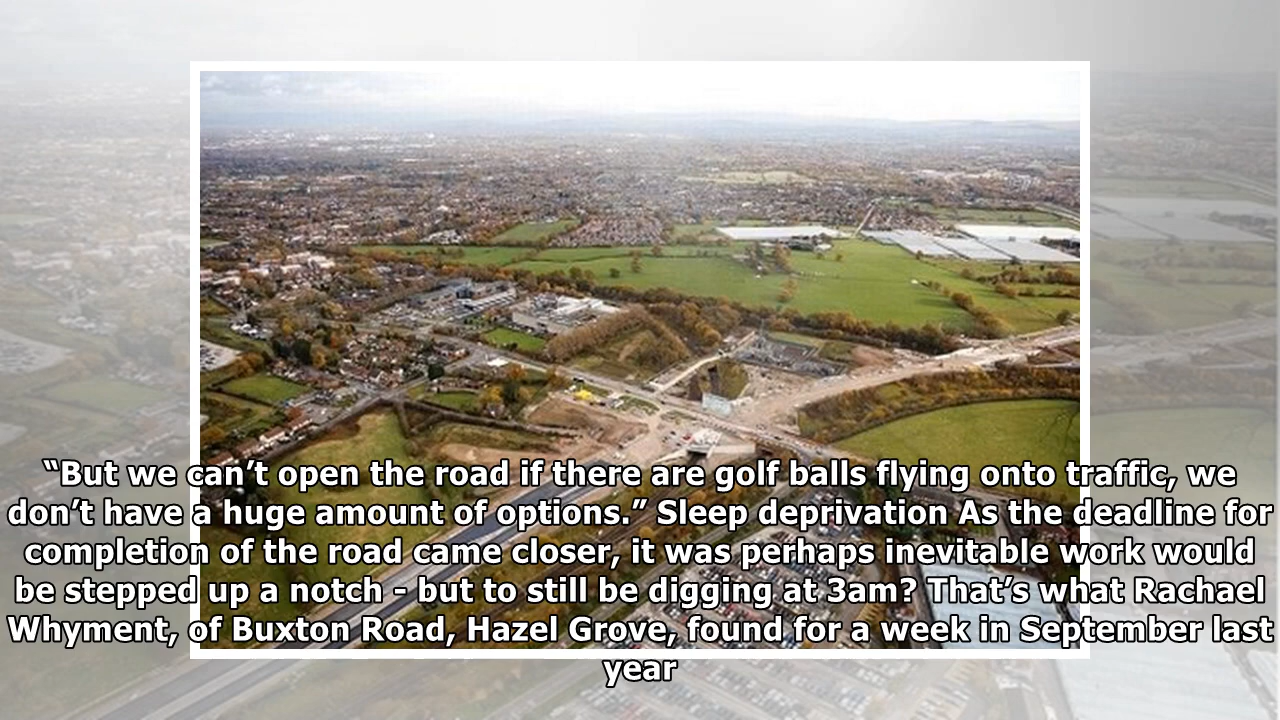 “But we can’t open the road if there are golf balls flying onto traffic, we
don’t have a huge amount of options.” Sleep deprivation As the deadline for
completion of the road came closer, it was perhaps inevitable work would
be stepped up a notch - but to still be digging at 3am? That’s what Rachael
Whyment, of Buxton Road, Hazel Grove, found for a week in September last
year